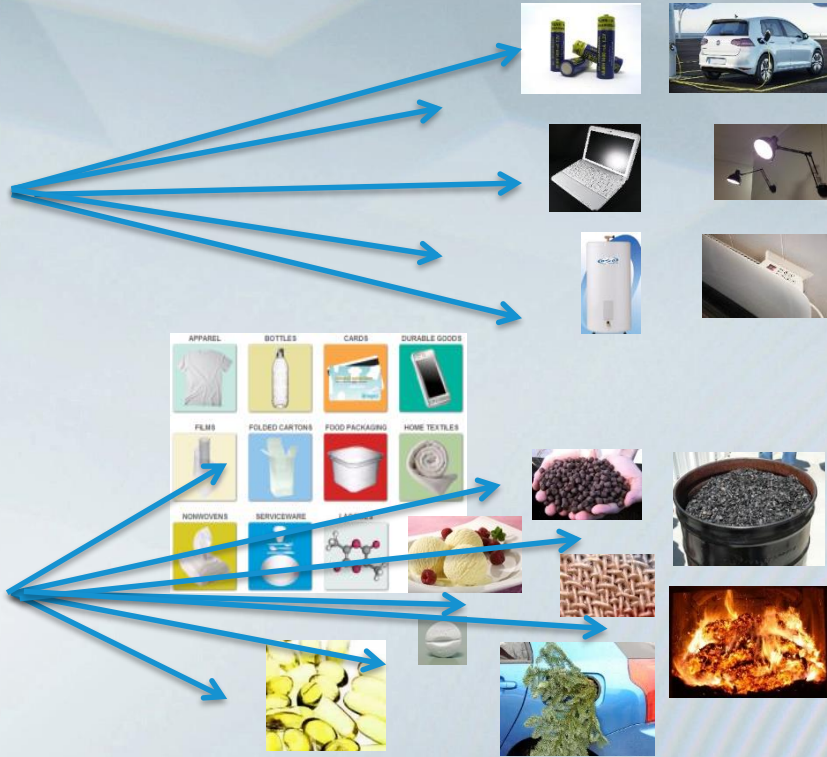 APPAREL BOTTLES CARDS DURABLE GOODS
FILMS FOLDED CARTONS FOOD PACKAGING HOME TEXTILES
NONWOVENS SERVICEWARE